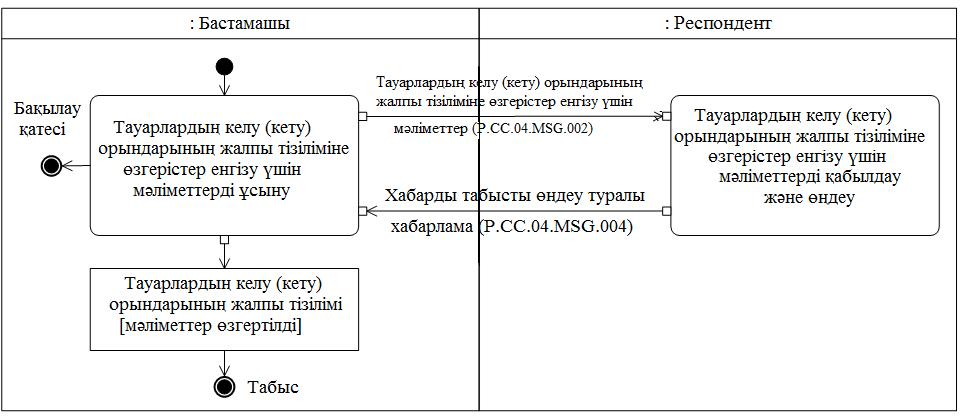 : Бастамашы
: Респондент
Бақылау
қатесі
Тауарлардың келу (кету)
орындарының жалпы тізіліміне
өзгерістер енгізу үшін
мәліметтерді ұсыну
Тауарлардың келу (кету) орындарының
жалпы тізіліміне өзгерістер енгізу үшін
мәліметтер (P.CC.04.MSG.002)
Тауарлардың келу (кету)
орындарының жалпы тізіліміне
өзгерістер енгізу үшін
мәліметтерді қабылдау
және өңдеу
Хабарды табысты өңдеу туралы
хабарлама (P.CC.04.MSG.004)
Тауарлардың келу (кету)
орындарының жалпы тізілімі
[мәліметтер өзгертілді]
Табыс